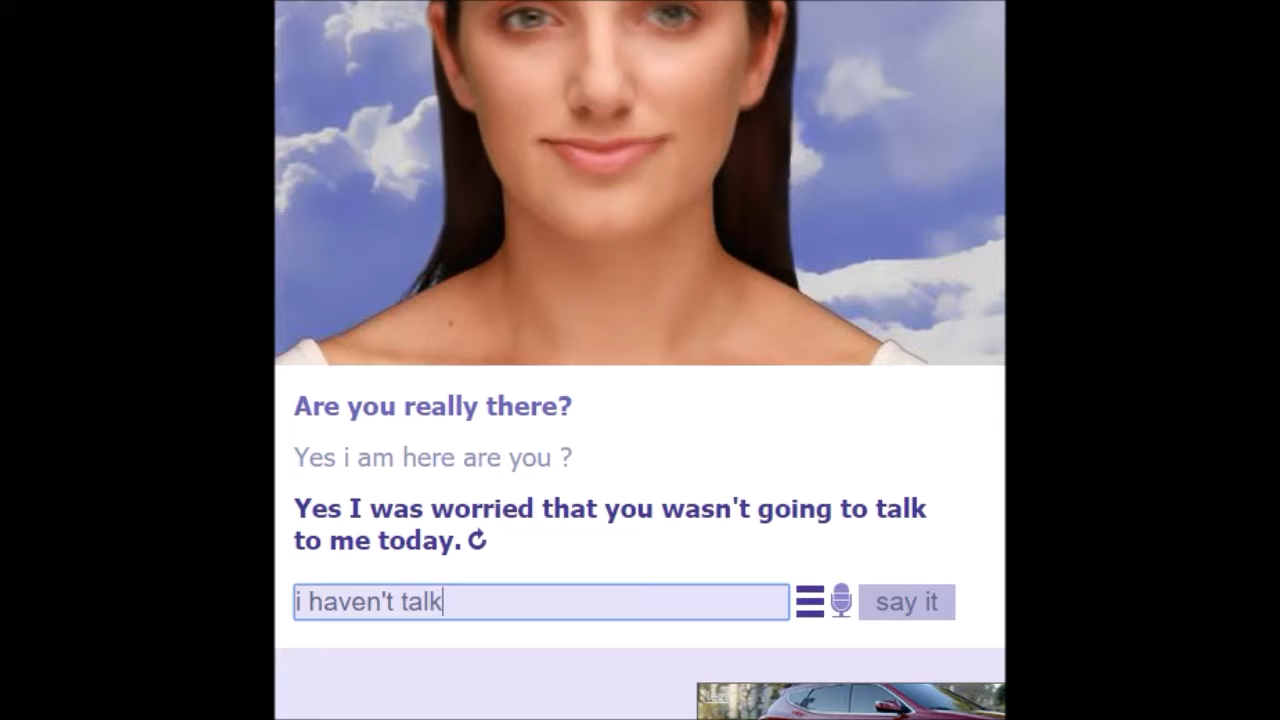 Are you really there?
Yes i am here are you ?
Yes I was worried that you wasn't going to talk
to me today.
i haven't talk
say it